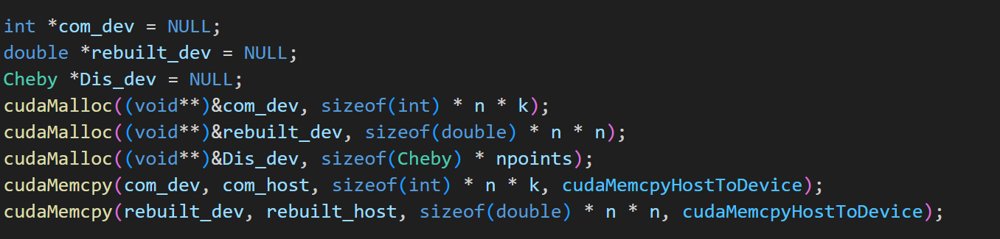 int *com_dev = NULL;
double *rebuilt_dev = NULL;
Cheby *Dis_dev = NULL;
cudaMalloc((void**)&com_dev, sizeof(int) * n * k);
cudaMalloc((void**)&rebuilt_dev, sizeof(double) * n * n);
cudaMalloc((void**)&Dis_dev, sizeof(Cheby) * npoints);
cudaMemcpy(com_dev, com_host, sizeof(int) * n * k, cudaMemcpyHostToDevice);
cudaMemcpy(rebuilt_dev, rebuilt_host, sizeof(double) * n * n, cudaMemcpyHostToDevice);